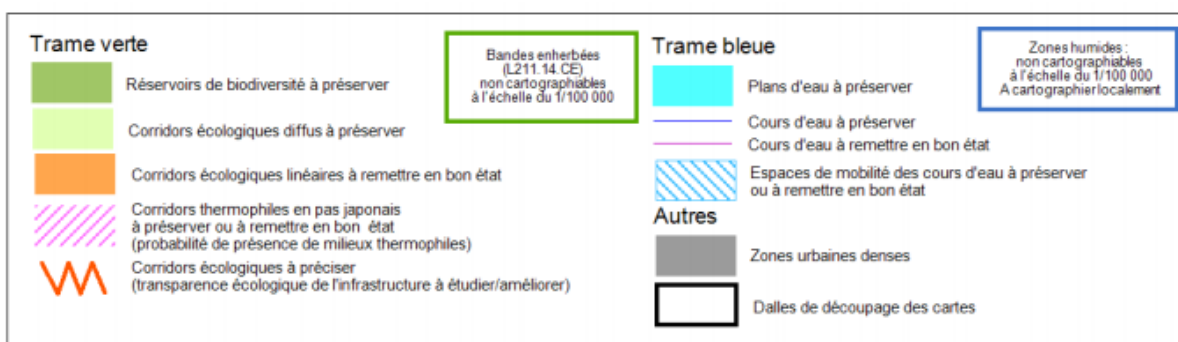 Trame verte
Bandes enherbées
(L211.14.CE)
non cartographiables
à l'échelle du 1/100 000
Réservoirs de biodiversité à préserver
Corridors écologiques diffus à préserver
Corridors écologiques linéaires à remettre en bon état
Corridors thermophiles en pas japonais
à préserver ou à remettre en bon état
(probabilité de présence de milieux thermophiles)
Corridors écologiques à préciser
(transparence écologique de l'infrastructure à étudier/améliorer)
Trame bleue
Zones humides :
non cartographiables
à l'échelle du 1/100 000
A cartographier localement
Plans d'eau à préserver
Cours d'eau à préserver
Cours d'eau à remettre en bon état
Espaces de mobilité des cours d'eau à préserver
ou à remettre en bon état
Autres
Zones urbaines denses
Dalles de découpage des cartes